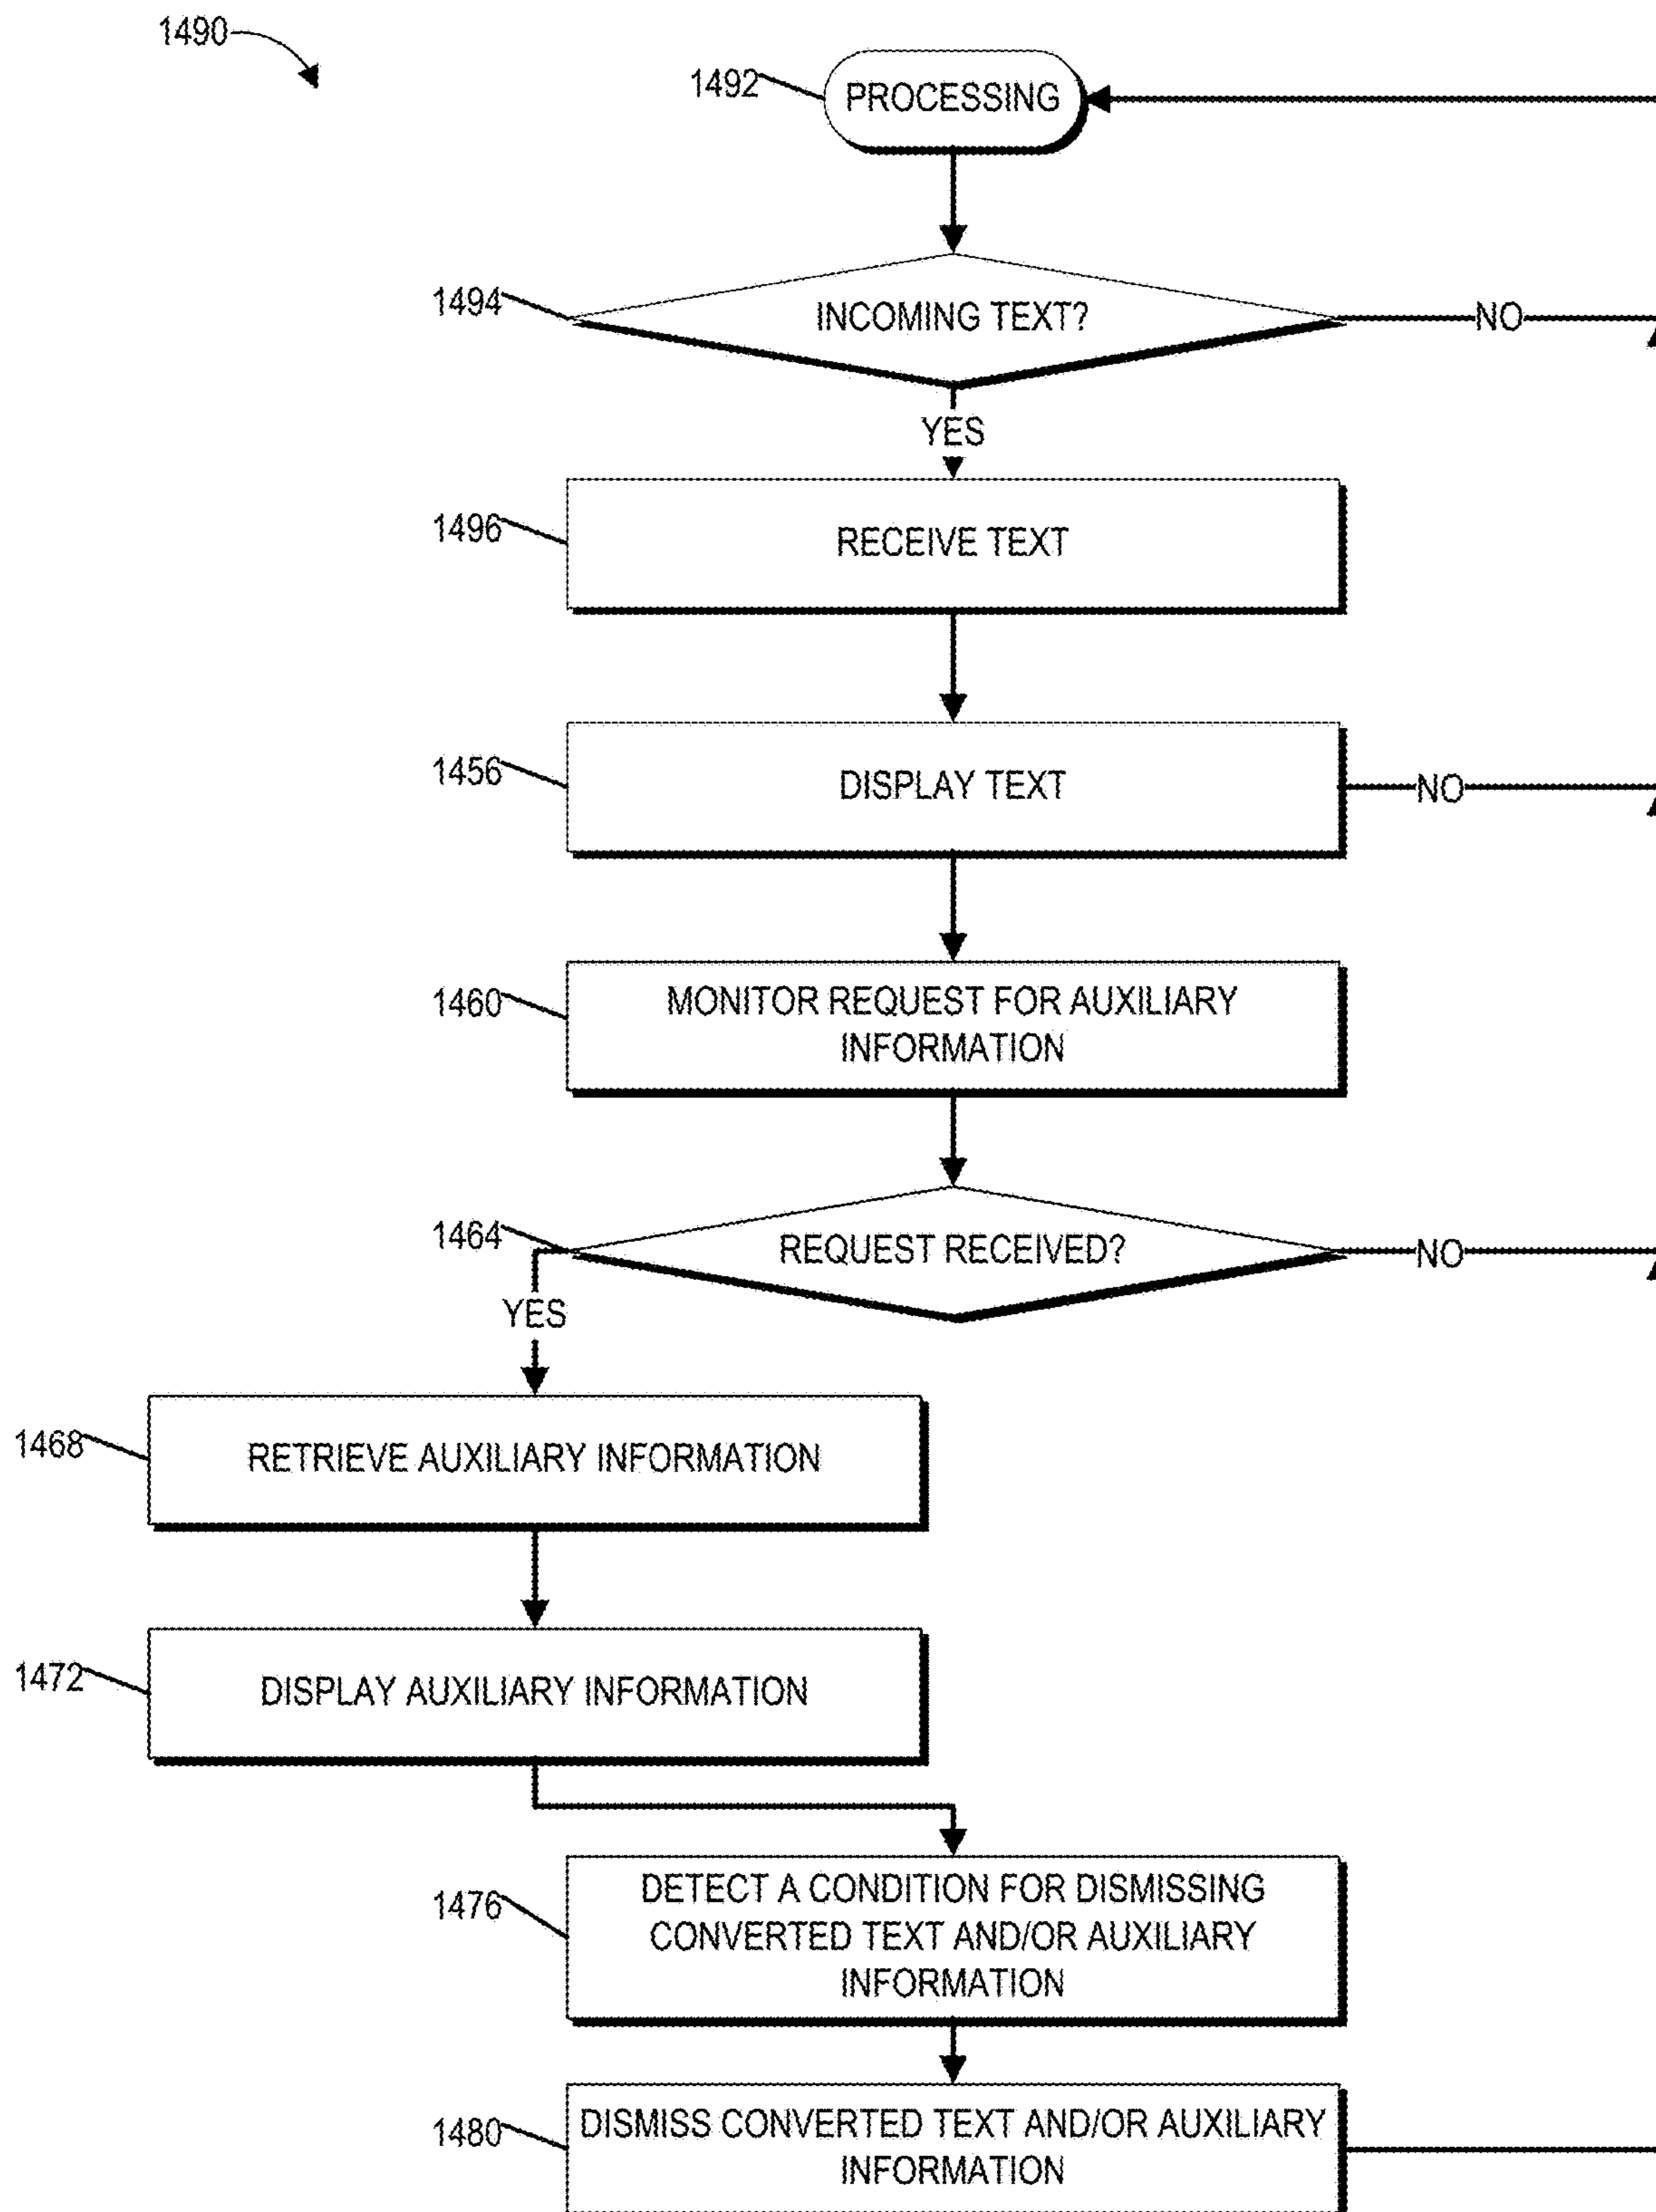 1490
1492
PROCESSING
1494
INCOMING TEXT?
NO
YES
1496
RECEIVE TEXT
1456
DISPLAY TEXT
NO
1460
MONITOR REQUEST FOR AUXILIARY
INFORMATION
1464
REQUEST RECEIVED?
NO
YES
1468
RETRIEVE AUXILIARY INFORMATION
1472
DISPLAY AUXILIARY INFORMATION
1476
DETECT A CONDITION FOR DISMISSING
CONVERTED TEXT AND/OR AUXILIARY
INFORMATION
1480
DISMISS CONVERTED TEXT AND/OR AUXILIARY
INFORMATION